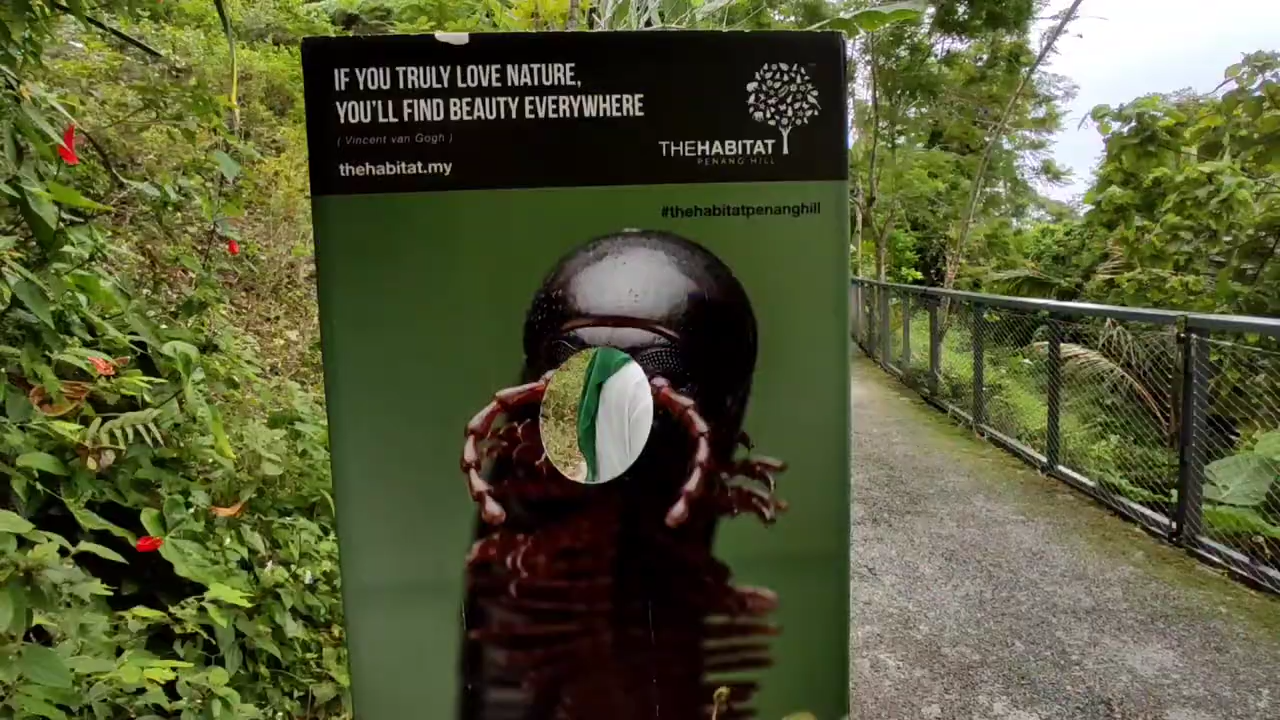 IF YOU TRULY LOVE NATURE,
YOU'LL FIND BEAUTY EVERYWHERE
( Vincent van Gogh )
thehabitat.my
THEHABITAT
PENANG HILL
#thehabitatpenanghill